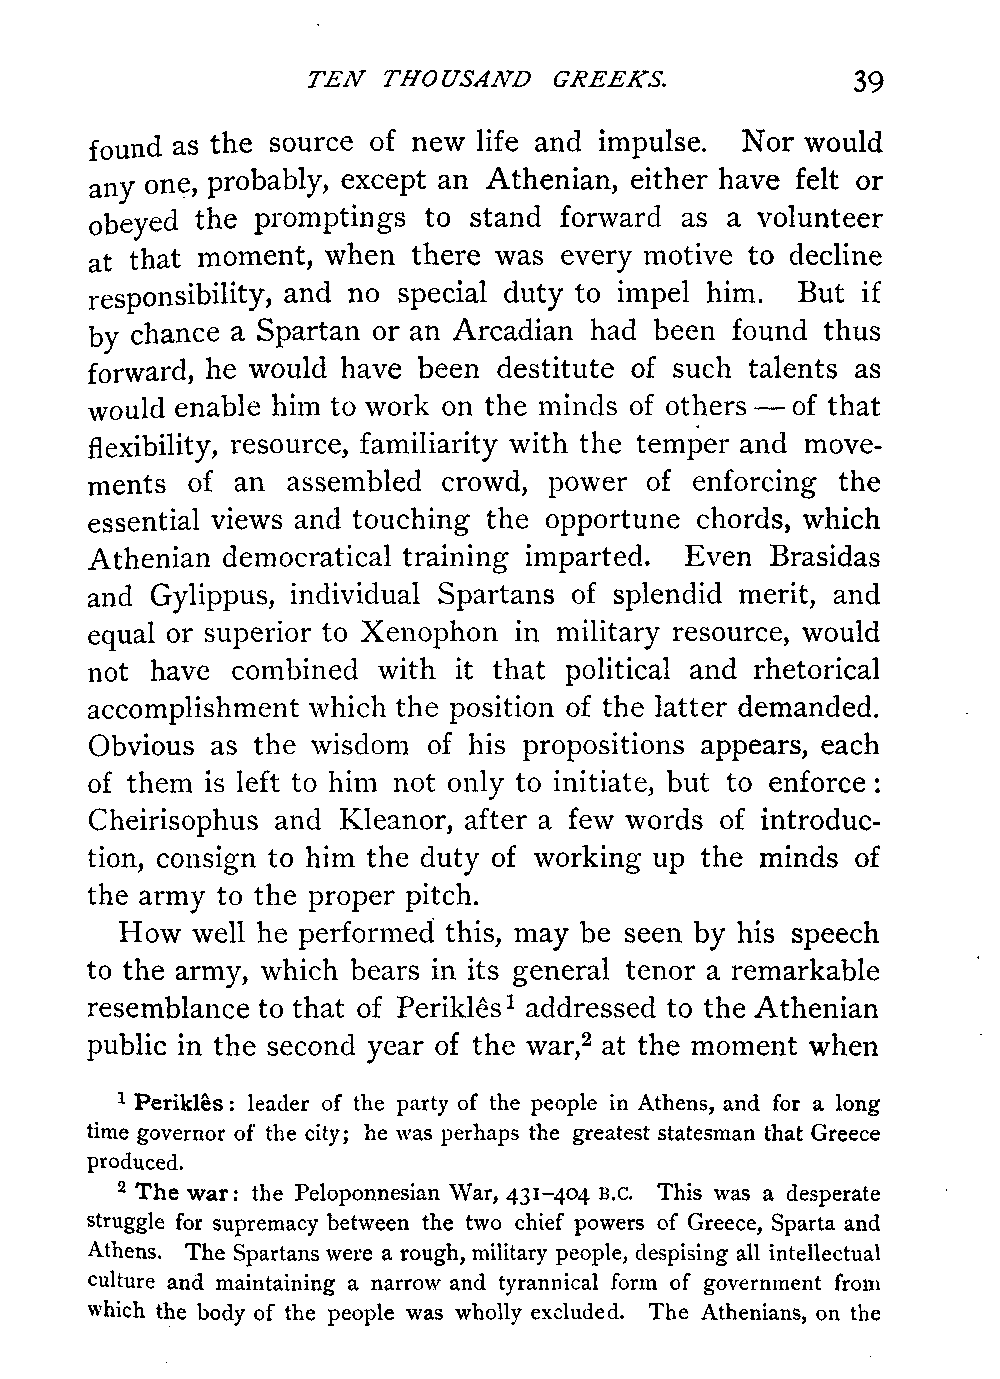 TEN THOUSAND GREEKS. 39
found as the source of new life and impulse. Nor would
any one, probably, except an Athenian, either have felt or
obeyed the promptings to stand forward as a volunteer
at that moment, when there was every motive to decline
responsibility, and no special duty to impel him. But if
by chance a Spartan or an Arcadian had been found thus
forward, he would have been destitute of such talents as
would enable him to work on the minds of others — of that
flexibility, resource, familiarity with the temper and move-
ments of an assembled crowd, power of enforcing the
essential views and touching the opportune chords, which
Athenian democratical training imparted. Even Brasidas
and Gylippus, individual Spartans of splendid merit, and
equal or superior to Xenophon in military resource, would
not have combined with it that political and rhetorical
accomplishment which the position of the latter demanded.
Obvious as the wisdom of his propositions appears, each
of them is left to him not only to initiate, but to enforce :
Cheirisophus and Kleanor, after a few words of introduc-
tion, consign to him the duty of working up the minds of
the army to the proper pitch.
How well he performed this, may be seen by his speech
to the army, which bears in its general tenor a remarkable
resemblance to that of Periklês¹ addressed to the Athenian
public in the second year of the war,² at the moment when
¹ Periklês: leader of the party of the people in Athens, and for a long
time governor of the city; he was perhaps the greatest statesman that Greece
produced.
² The war: the Peloponnesian War, 431–404 B.C. This was a desperate
struggle for supremacy between the two chief powers of Greece, Sparta and
Athens. The Spartans were a rough, military people, despising all intellectual
culture and maintaining a narrow and tyrannical form of government from
which the body of the people was wholly excluded. The Athenians, on the